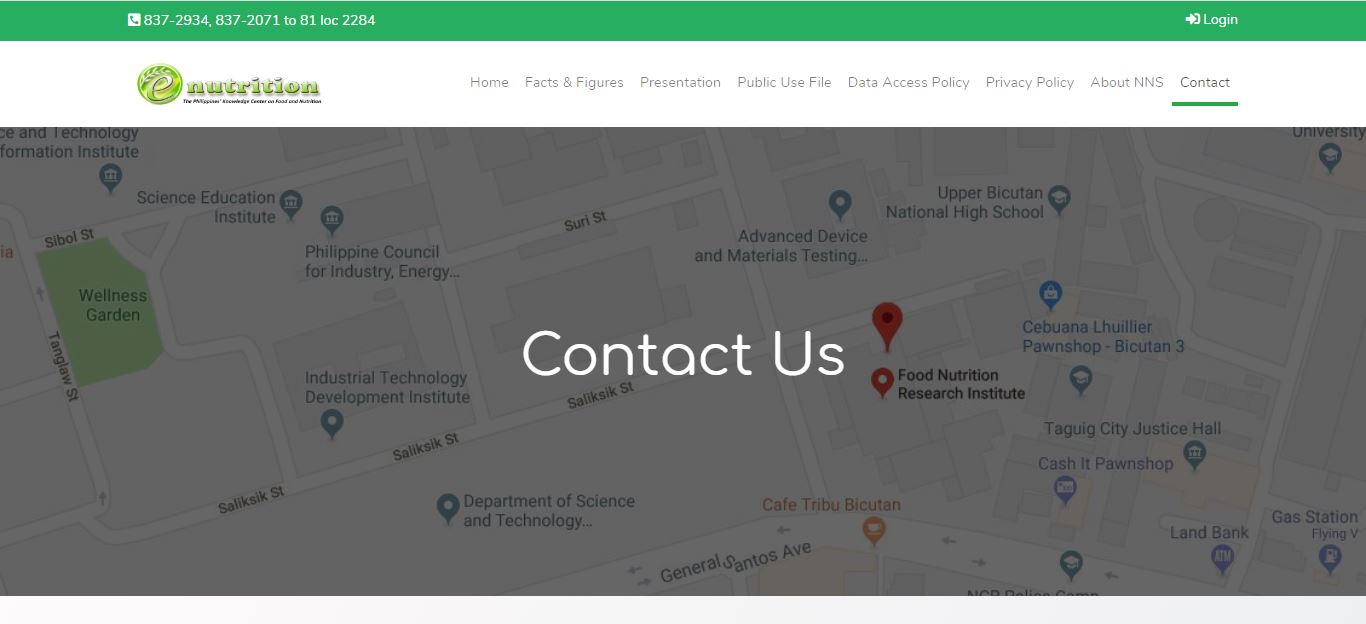 837-2934, 837-2071 to 81 loc 2284
Login
e nutrition
The Philippines' Knowledge Center on Food and Nutrition
Home
Facts & Figures
Presentation
Public Use File
Data Access Policy
Privacy Policy
About NNS
Contact
ce and Technology
formation Institute
University
Science Education
Institute
Suri St
Upper Bicutan
National High School
Sibol St
ia
Philippine Council
for Industry, Energy...
Advanced Device
and Materials Testing...
Wellness
Garden
Tanglaw St
Contact Us
Cebuana Lhuillier
Pawnshop - Bicutan 3
Food Nutrition
Research Institute
Industrial Technology
Development Institute
Saliksik St
Saliksik St
Saliksik St
Taguig City Justice Hall
Cash It Pawnshop
Department of Science
and Technology...
Cafe Tribu Bicutan
General Santos Ave
Land Bank
ATM
Gas Station
Flying V
NCR Police Camp